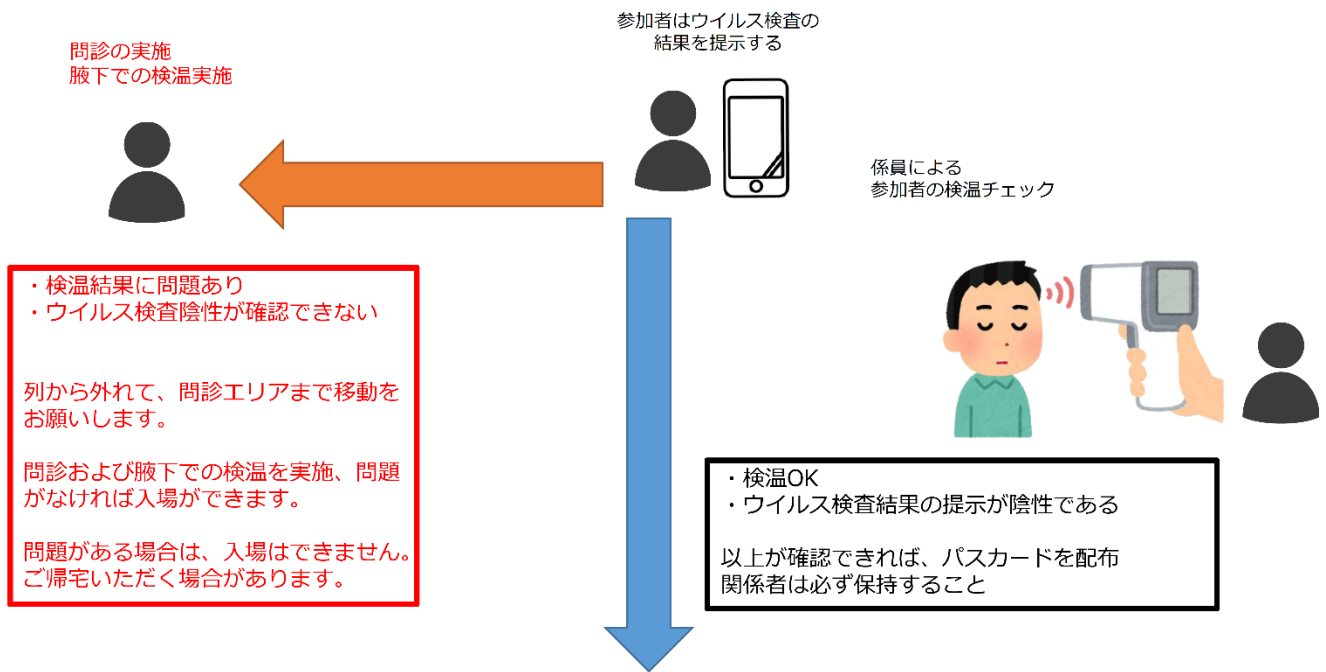 参加者はウイルス検査の
結果を提示する
問診の実施
腋下での検温実施
係員による
参加者の検温チェック
・検温結果に問題あり
・ウイルス検査陰性が確認できない
列から外れて、問診エリアまで移動を
お願いします。
問診および腋下での検温を実施、問題
がなければ入場ができます。
問題がある場合は、入場はできません。
ご帰宅いただく場合があります。
・検温OK
・ウイルス検査結果の提示が陰性である
以上が確認できれば、パスカードを配布
関係者は必ず保持すること